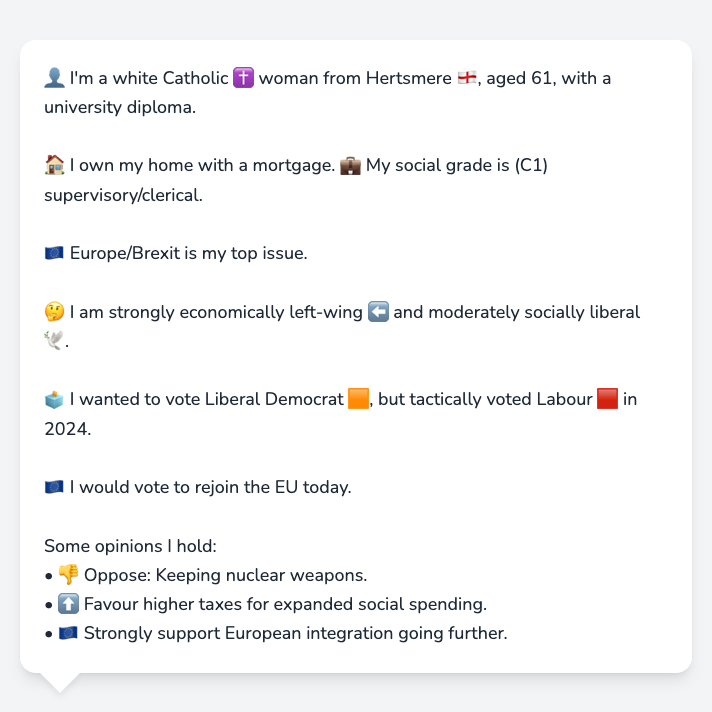 👤 I'm a white Catholic ✝️ woman from Hertsmere 🏴󠁧󠁢󠁥󠁮󠁧󠁿, aged 61, with a
university diploma.
🏠 I own my home with a mortgage. 💼 My social grade is (C1)
supervisory/clerical.
🇪🇺 Europe/Brexit is my top issue.
🤔 I am strongly economically left-wing ⬅️ and moderately socially liberal
🕊️.
🗳️ I wanted to vote Liberal Democrat 🟧, but tactically voted Labour 🟥 in
2024.
🇪🇺 I would vote to rejoin the EU today.
Some opinions I hold:
• 👎 Oppose: Keeping nuclear weapons.
• ⬆️ Favour higher taxes for expanded social spending.
• 🇪🇺 Strongly support European integration going further.